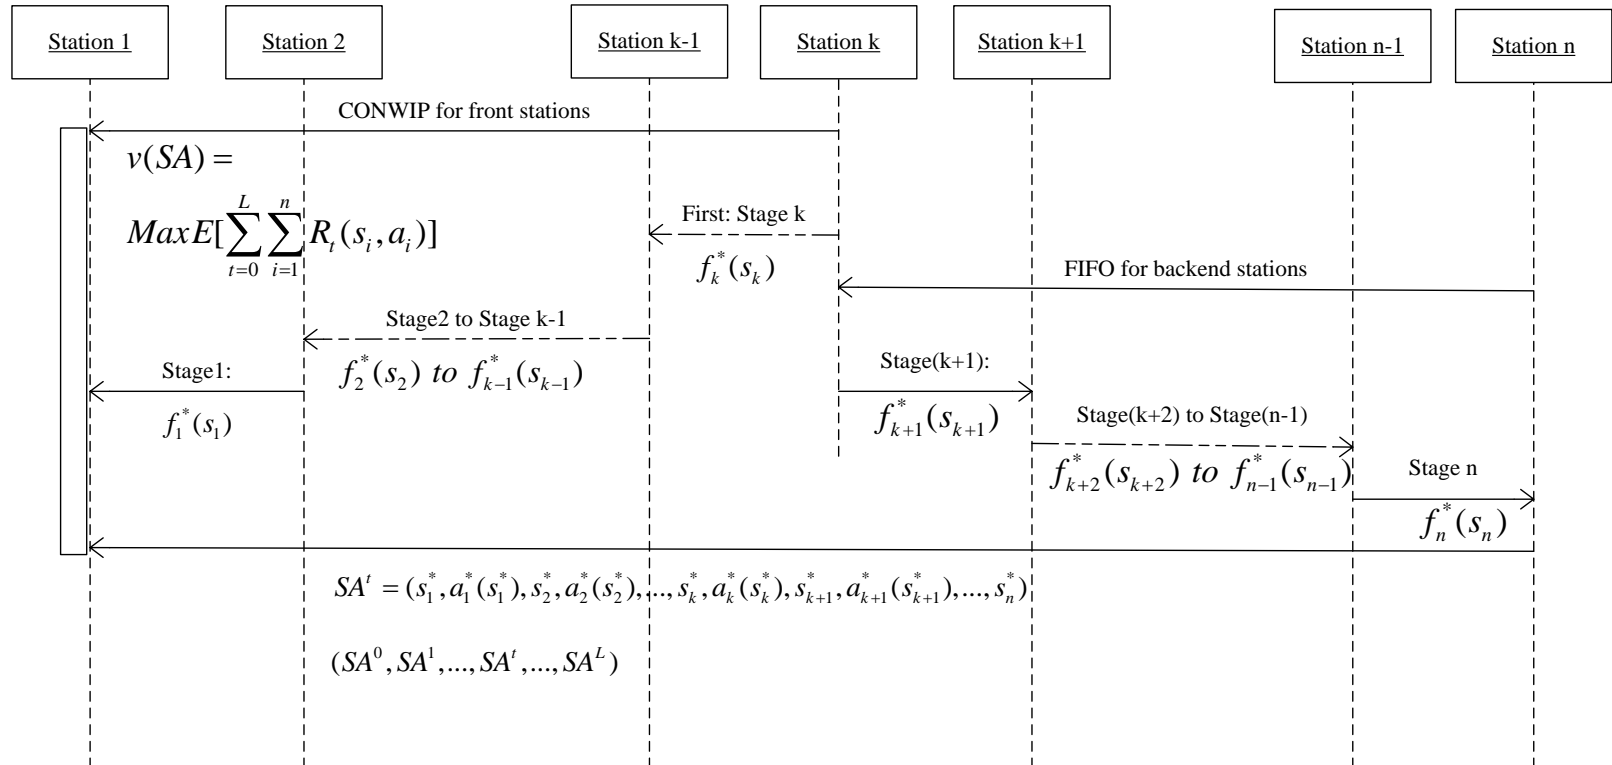 Station 1
Station 2
Station k-1
Station k
Station k+1
Station n-1
Station n
CONWIP for front stations
v(SA) =
MaxE[∑_{t=0}^{L} ∑_{i=1}^{n} R_t(s_i, a_i)]
First: Stage k
f_k^*(s_k)
FIFO for backend stations
Stage2 to Stage k-1
f_2^*(s_2) to f_{k-1}^*(s_{k-1})
Stage1:
f_1^*(s_1)
Stage(k+1):
f_{k+1}^*(s_{k+1})
Stage(k+2) to Stage(n-1)
f_{k+2}^*(s_{k+2}) to f_{n-1}^*(s_{n-1})
Stage n
f_n^*(s_n)
SA^t = (s_1^*, a_1^*(s_1^*), s_2^*, a_2^*(s_2^*),..., s_k^*, a_k^*(s_k^*), s_{k+1}^*, a_{k+1}^*(s_{k+1}^*),..., s_n^*)
(SA^0, SA^1,..., SA^t,..., SA^L)